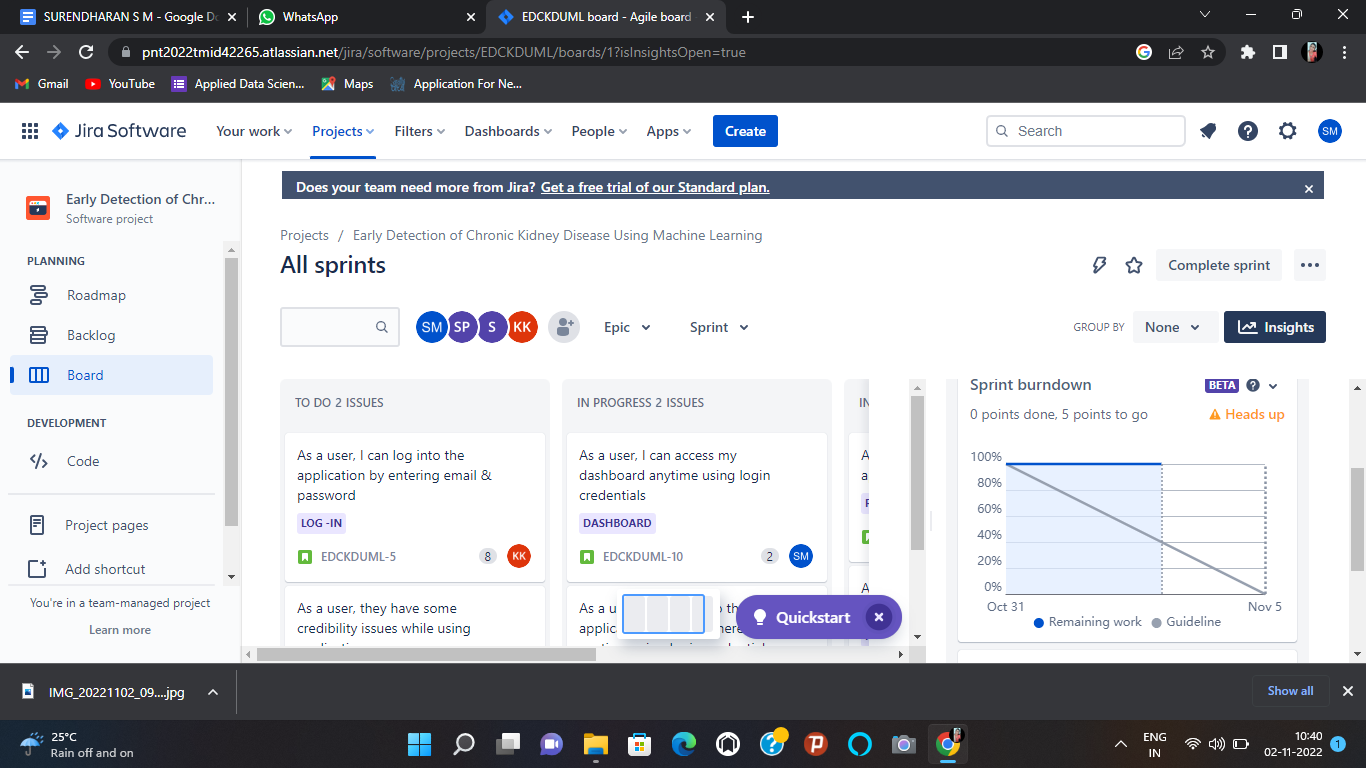 SURENDHARAN S M - Google Do
WhatsApp
EDCKDUML board - Agile board
pnt2022tmid42265.atlassian.net/jira/software/projects/EDCKDUML/boards/1?isInsightsOpen=true
Gmail
YouTube
Applied Data Scien...
Maps
Application For Ne...
Jira Software
Your work
Projects
Filters
Dashboards
People
Apps
Create
Search
SM
Early Detection of Chr...
Software project
PLANNING
Roadmap
Backlog
Board
DEVELOPMENT
Code
Project pages
Add shortcut
You're in a team-managed project
Learn more
Does your team need more from Jira? Get a free trial of our Standard plan.
Projects / Early Detection of Chronic Kidney Disease Using Machine Learning
All sprints
Complete sprint
SM SP S KK
Epic
Sprint
GROUP BY
None
Insights
TO DO 2 ISSUES
As a user, I can log into the
application by entering email &
password
LOG -IN
EDCKDUML-5
8
KK
As a user, they have some
credibility issues while using
IN PROGRESS 2 ISSUES
As a user, I can access my
dashboard anytime using login
credentials
DASHBOARD
EDCKDUML-10
2
SM
As a u
applic
Quickstart
Sprint burndown
BETA
0 points done, 5 points to go
Heads up
100%
80%
60%
40%
20%
0%
Oct 31
Nov 5
Remaining work
Guideline
IMG_20221102_09....jpg
Show all
25°C
Rain off and on
ENG
IN
10:40
02-11-2022
1